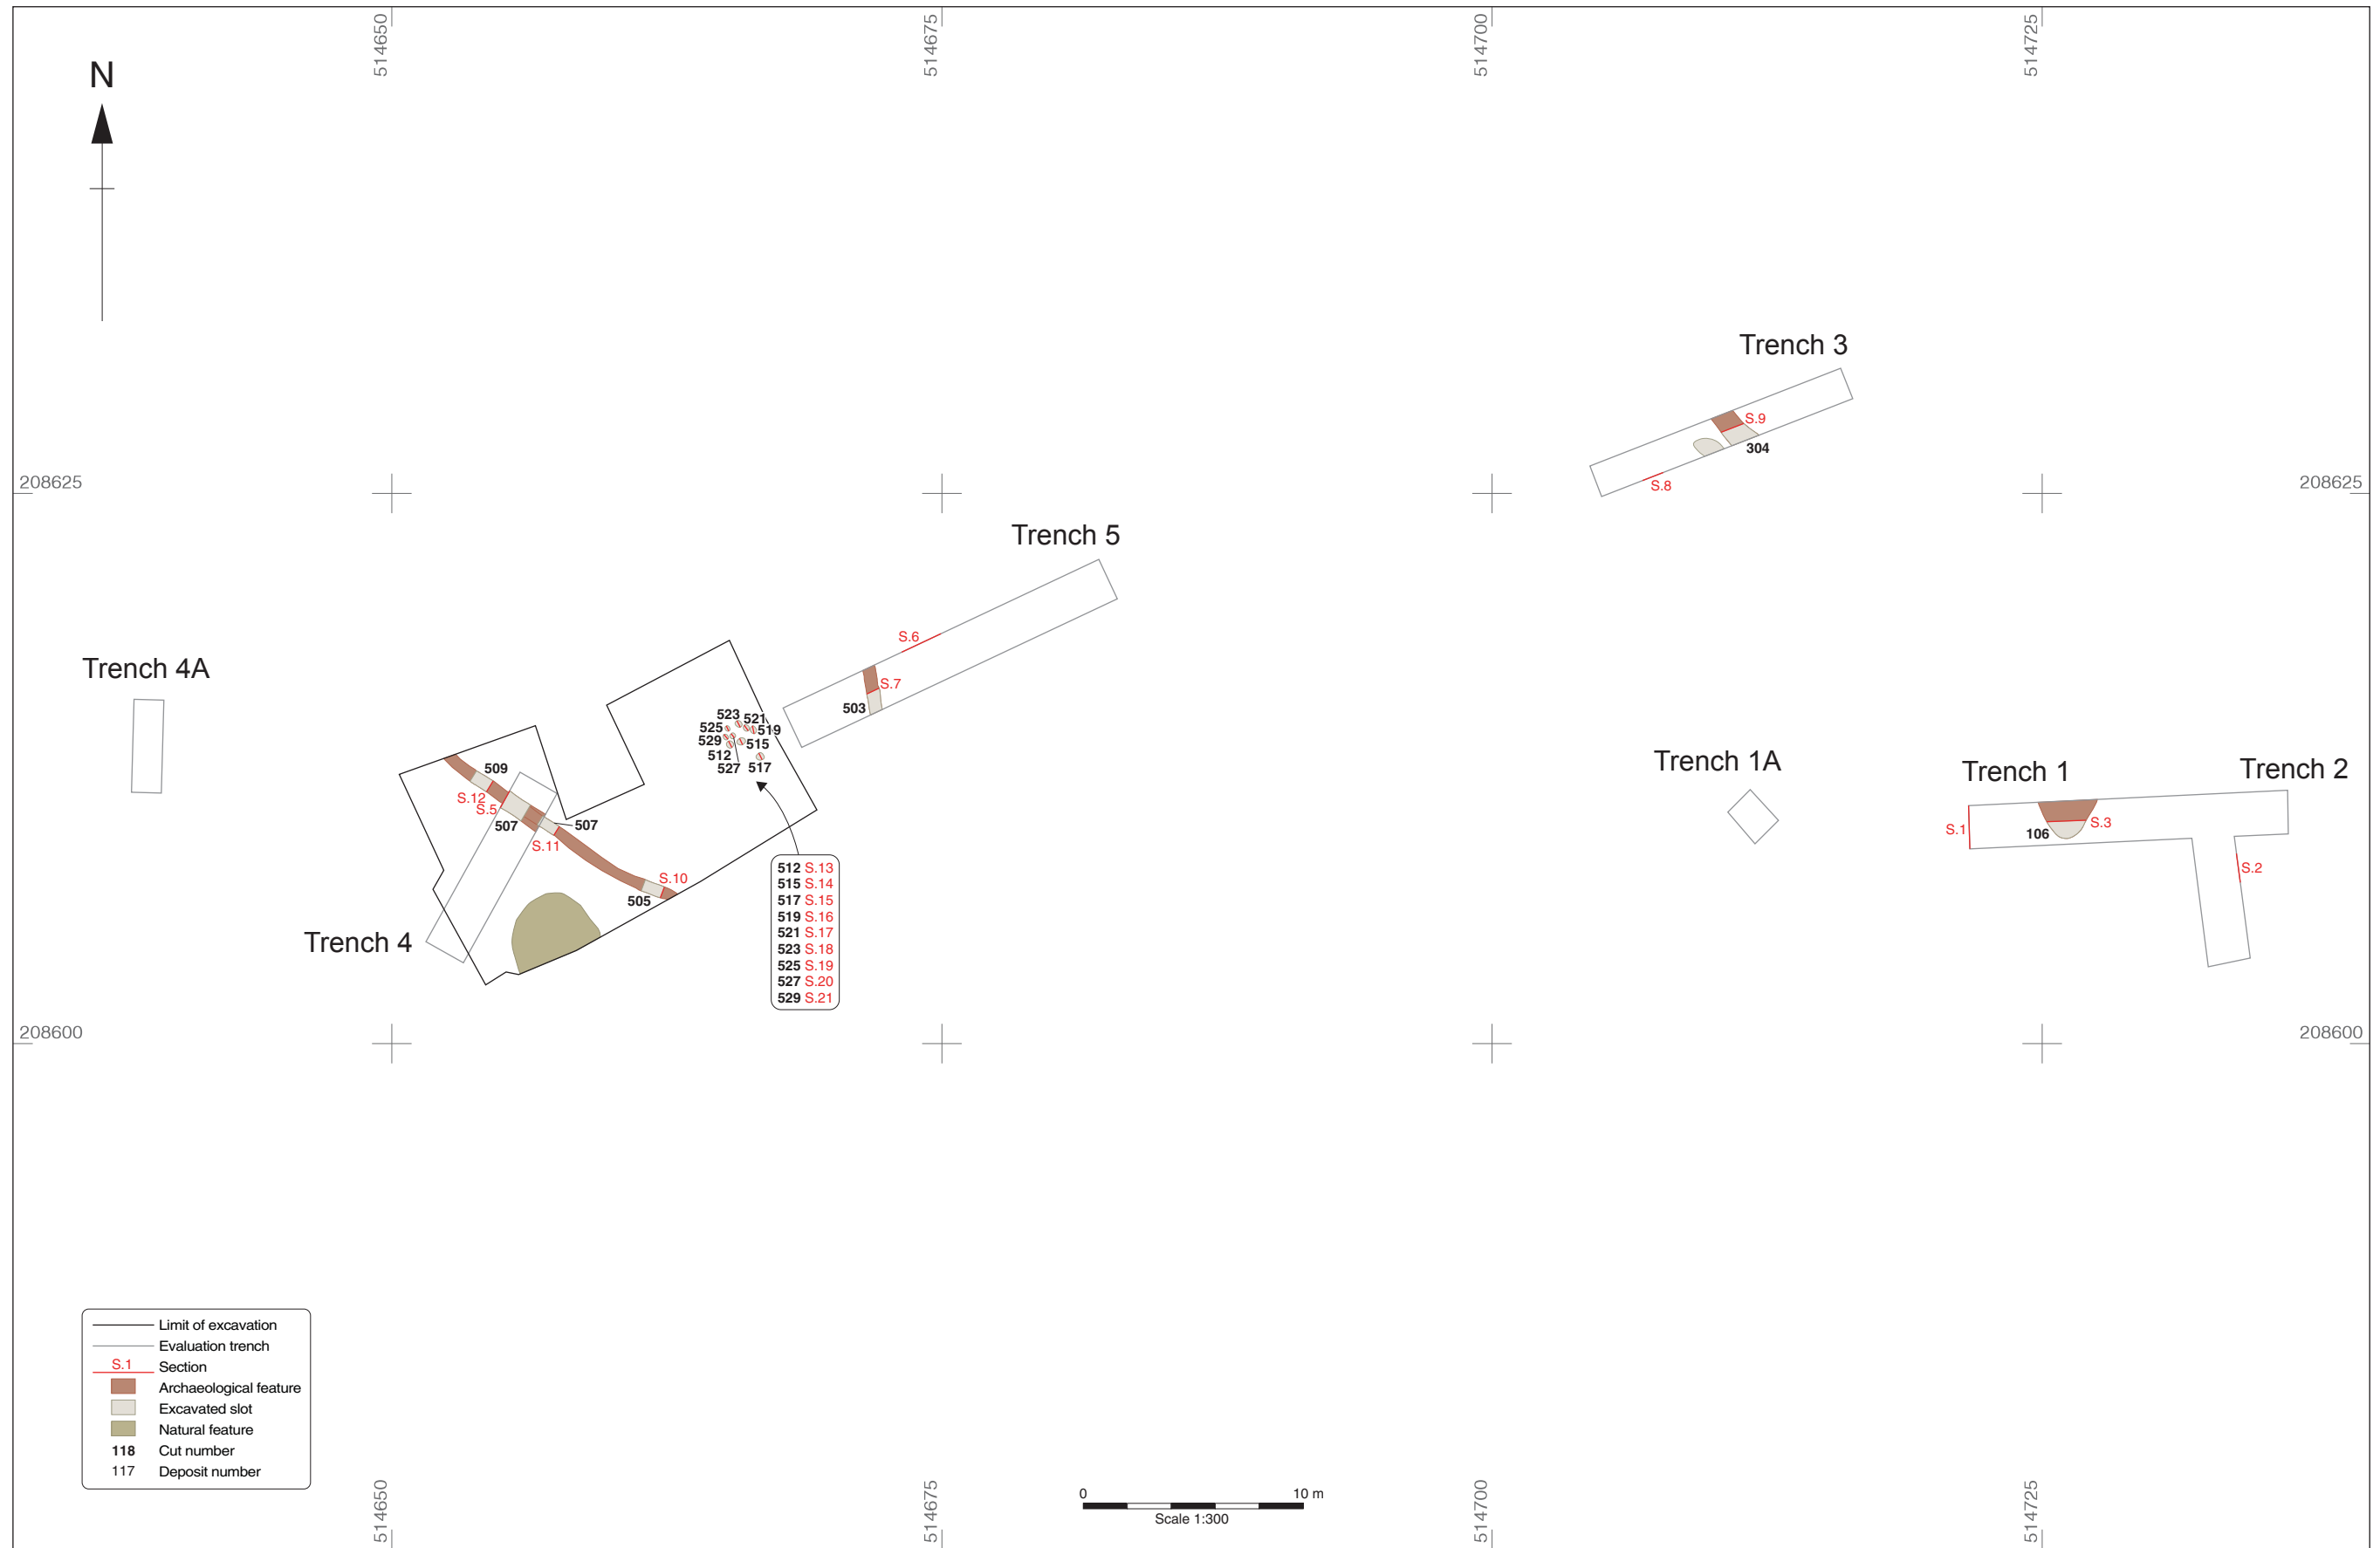 514650
514675
514700
514725
N
Trench 3
S.9
304
S.8
208625
208625
Trench 5
S.6
S.7
503
Trench 4A
523
521
525
519
529
515
512
527
517
Trench 1A
Trench 1
Trench 2
509
S.12
S.5
507
507
S.11
S.10
505
S.1
106
S.3
S.2
Trench 4
512 S.13
515 S.14
517 S.15
519 S.16
521 S.17
523 S.18
525 S.19
527 S.20
529 S.21
208600
208600
Limit of excavation
Evaluation trench
S.1 Section
Archaeological feature
Excavated slot
Natural feature
118 Cut number
117 Deposit number
0 10 m
Scale 1:300
514650
514675
514700
514725